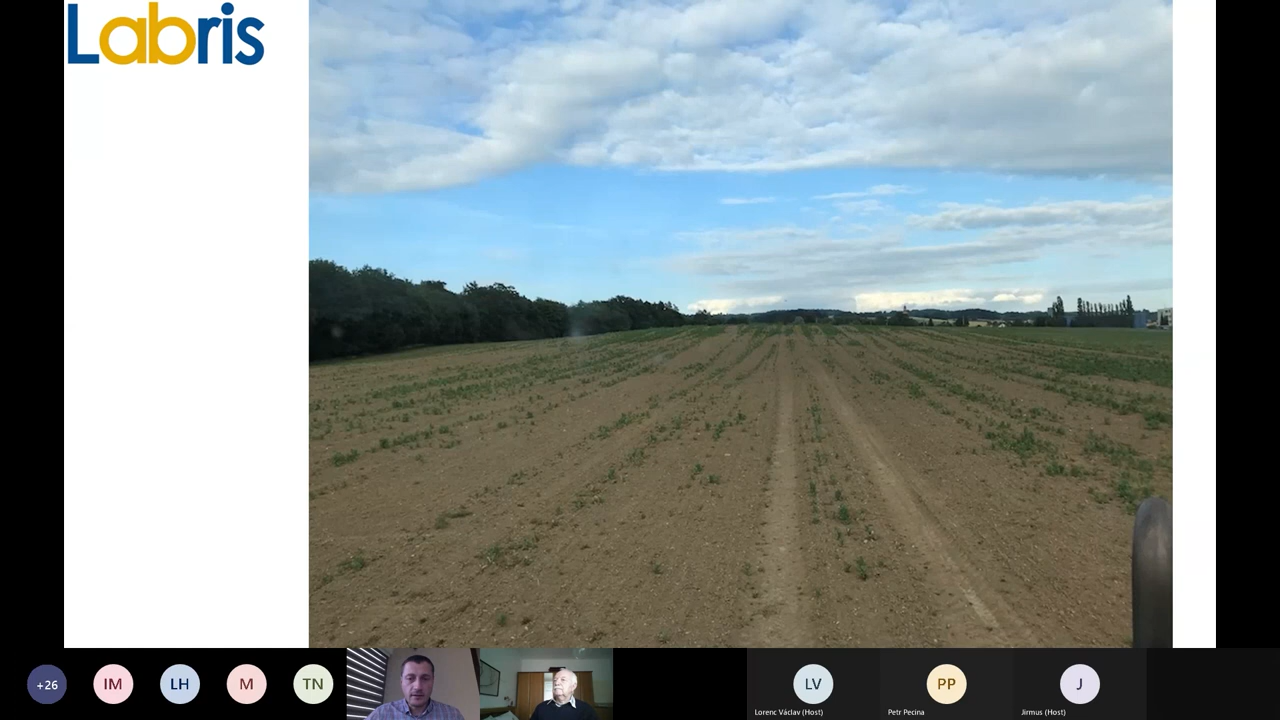 Labris
+26
IM
LH
M
TN
LV
PP
J
Lorenc Václav (Host)
Petr Pecina
Jirmus (Host)